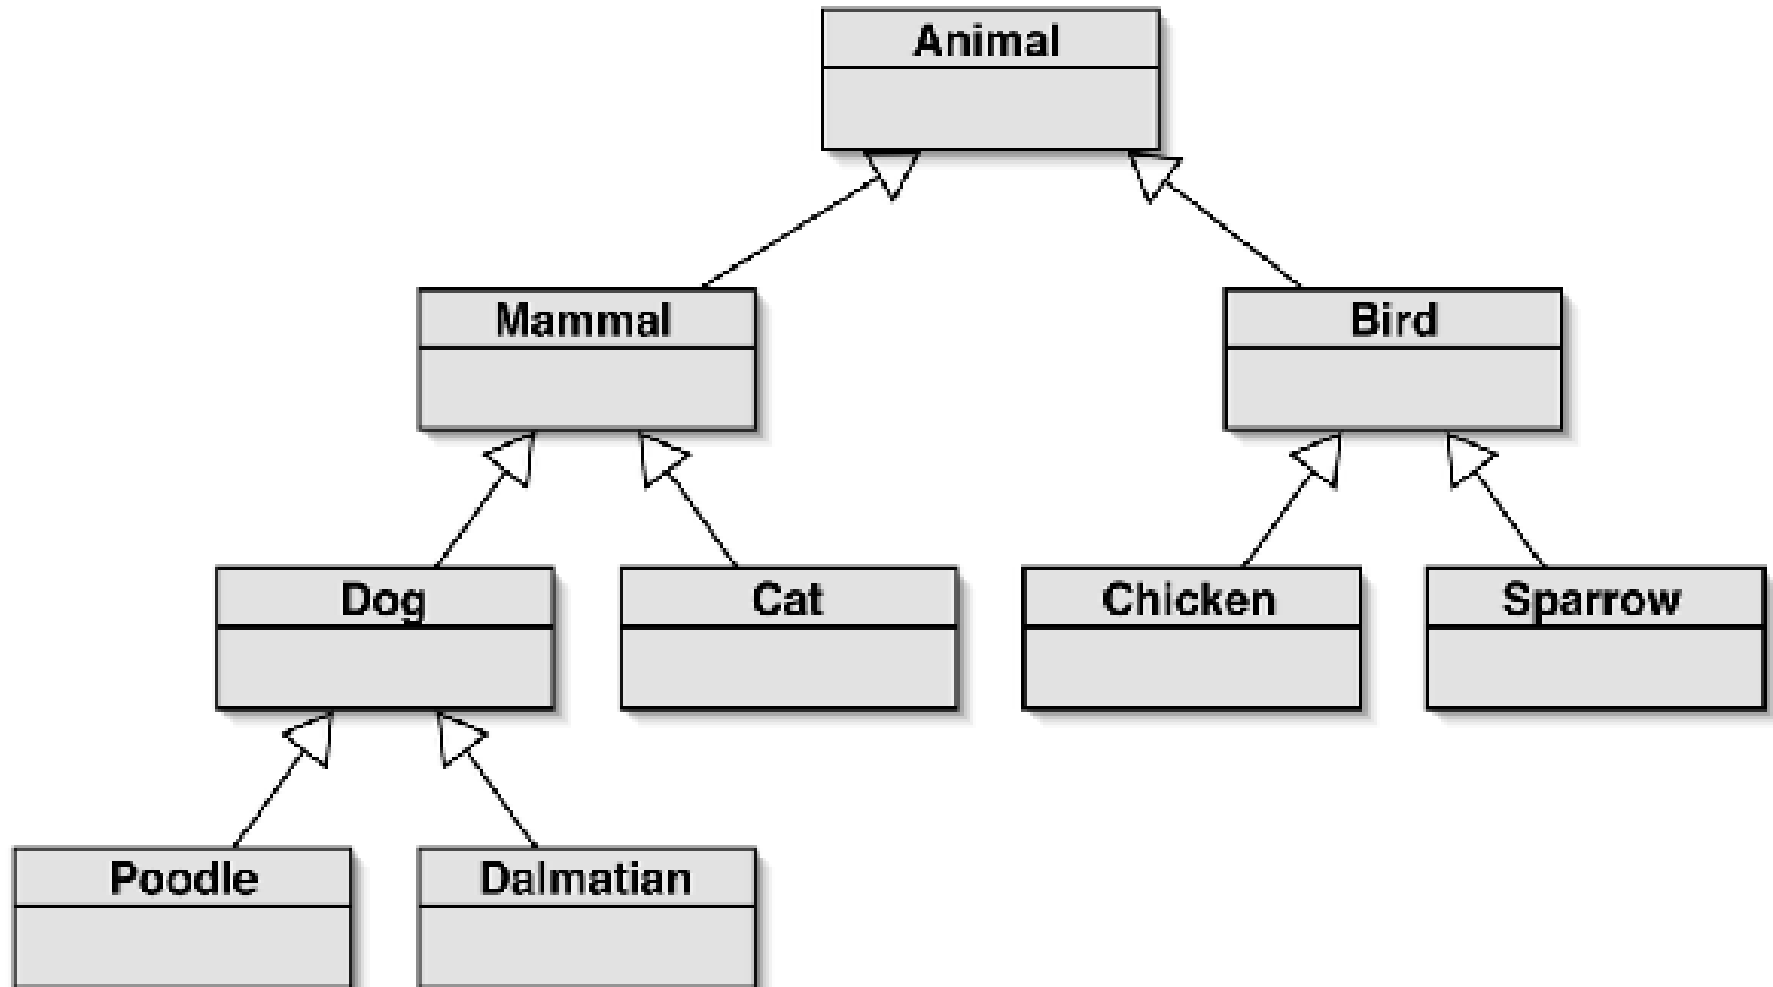 Animal
Mammal
Bird
Dog
Cat
Chicken
Sparrow
Poodle
Dalmatian